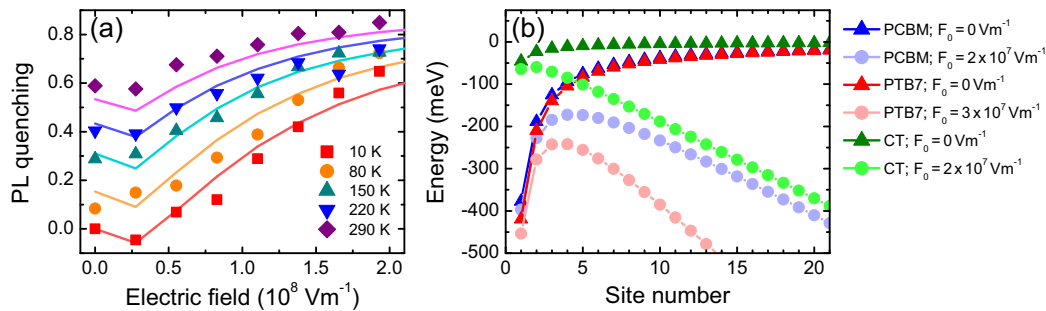 (a)
PL quenching
0.8
0.6
0.4
0.2
0.0
10 K
80 K
150 K
220 K
290 K
0.0 0.5 1.0 1.5 2.0
Electric field (10⁸ Vm⁻¹)
(b)
Energy (meV)
0
-100
-200
-300
-400
-500
0 5 10 15 20
Site number
PCBM; F₀ = 0 Vm⁻¹
PCBM; F₀ = 2 x 10⁷ Vm⁻¹
PTB7; F₀ = 0 Vm⁻¹
PTB7; F₀ = 3 x 10⁷ Vm⁻¹
CT; F₀ = 0 Vm⁻¹
CT; F₀ = 2 x 10⁷ Vm⁻¹